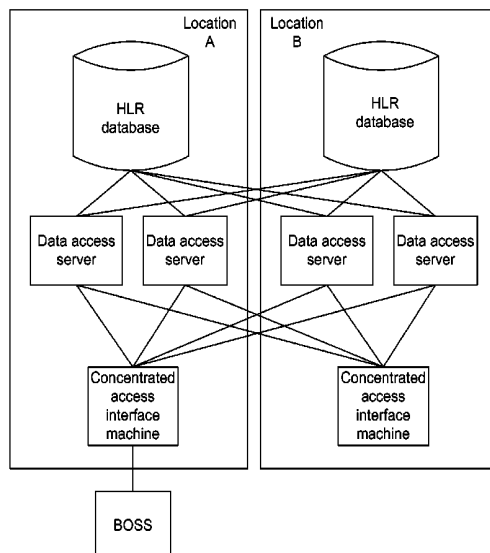 Location
A
Location
B
HLR
database
HLR
database
Data access
server
Data access
server
Data access
server
Data access
server
Concentrated
access
interface
machine
Concentrated
access
interface
machine
BOSS